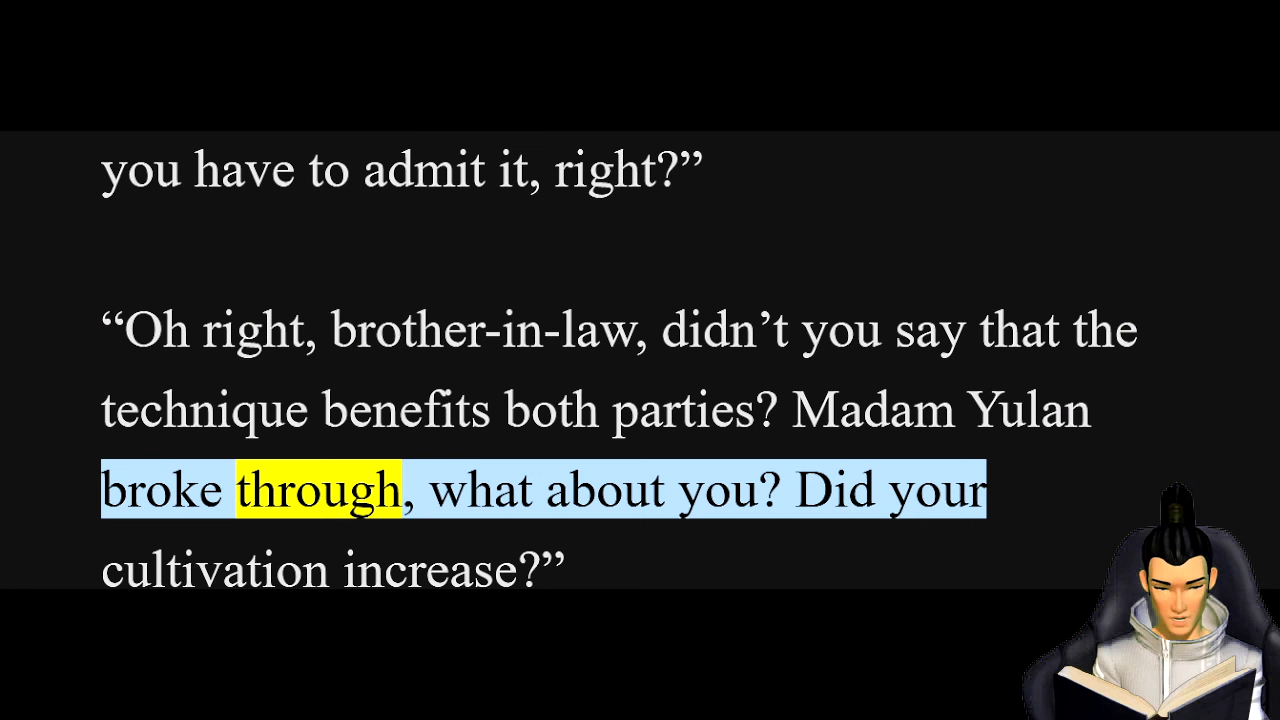 you have to admit it, right?”
“Oh right, brother-in-law, didn’t you say that the
technique benefits both parties? Madam Yulan
broke through, what about you? Did your
cultivation increase?”